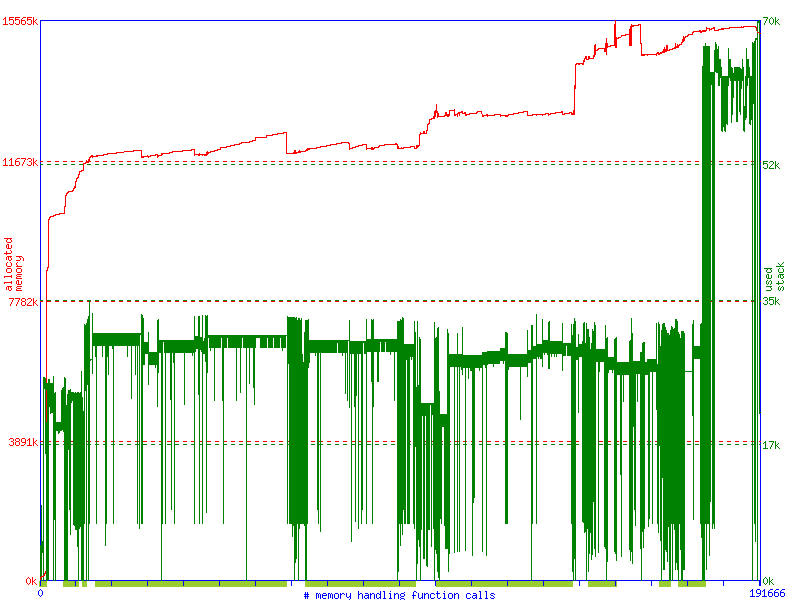 15565k
70k
11673k
52k
allocated
memory
used
stack
7782k
35k
3891k
17k
0k
0k
0
# memory handling function calls
191666